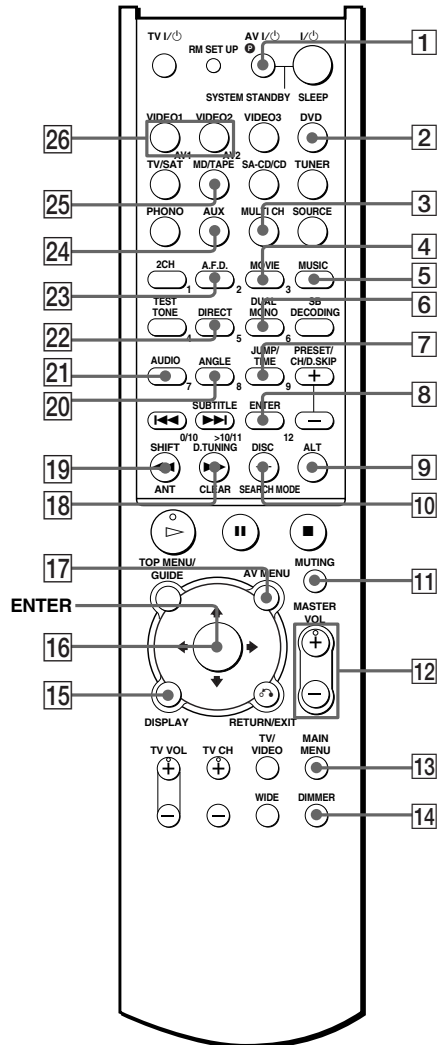 TV I/⏻ AV I/⏻ I/⏻
RM SET UP P
1
SYSTEM STANDBY SLEEP
VIDEO1 VIDEO2 VIDEO3 DVD
26 2
AV1 AV2
TV/SAT MD/TAPE SA-CD/CD TUNER
25 3
PHONO AUX MULTI CH SOURCE
24 4
2CH A.F.D. MOVIE MUSIC
23 1 2 3 5
TEST TONE DIRECT DUAL MONO SB DECODING
22 4 5 6 6
AUDIO ANGLE JUMP/TIME PRESET/CH/D.SKIP
21 7 8 9 + 7
20 8
SUBTITLE ENTER
0/10 >10/11 12 −
SHIFT D.TUNING DISC ALT
19 9
18 10
ANT CLEAR SEARCH MODE
TOP MENU/GUIDE AV MENU MUTING
17 11
ENTER
MASTER VOL
16 + − 12
15
DISPLAY RETURN/EXIT
TV VOL TV CH TV/VIDEO MAIN MENU
+ + 13
WIDE DIMMER
− − 14